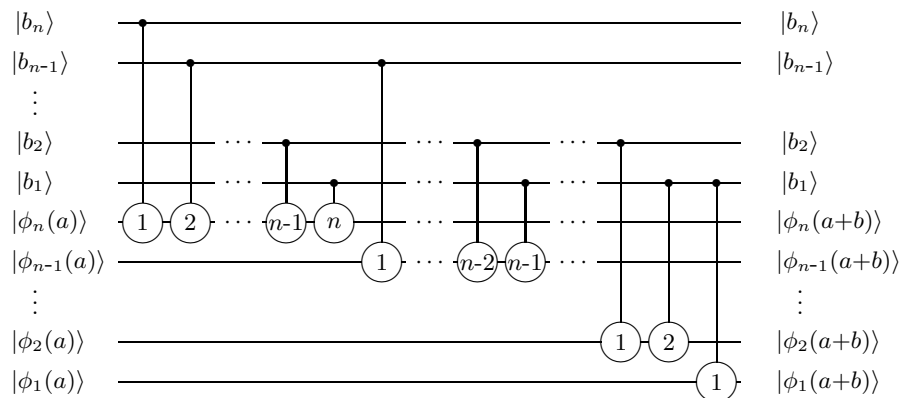 |b_n⟩ |b_n⟩
|b_{n-1}⟩ |b_{n-1}⟩
⋮
|b_2⟩ ··· ··· ··· |b_2⟩
|b_1⟩ ··· ··· ··· |b_1⟩
|ϕ_n(a)⟩ 1 2 ··· n-1 n ··· ··· |ϕ_n(a+b)⟩
|ϕ_{n-1}(a)⟩ 1 ··· n-2 n-1 ··· |ϕ_{n-1}(a+b)⟩
⋮ ⋮
|ϕ_2(a)⟩ 1 2 |ϕ_2(a+b)⟩
|ϕ_1(a)⟩ 1 |ϕ_1(a+b)⟩